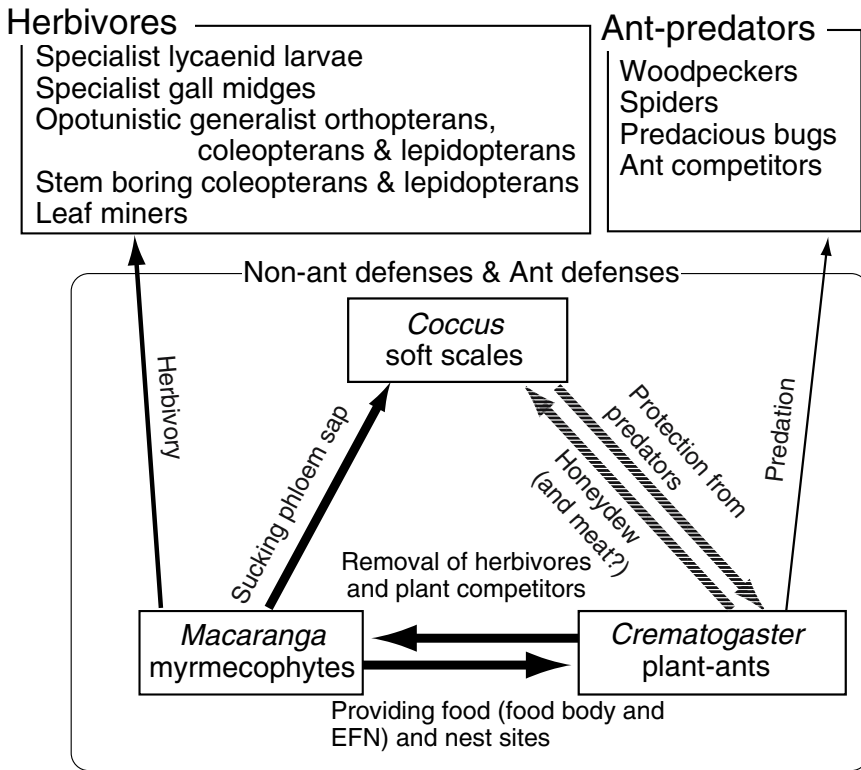 Herbivores
Specialist lycaenid larvae
Specialist gall midges
Opotunistic generalist orthopterans,
coleopterans & lepidopterans
Stem boring coleopterans & lepidopterans
Leaf miners
Ant-predators
Woodpeckers
Spiders
Predacious bugs
Ant competitors
Non-ant defenses & Ant defenses
Coccus
soft scales
Herbivory
Sucking phloem sap
Protection from
predators
Honeydew
(and meat?)
Predation
Removal of herbivores
and plant competitors
Macaranga
myrmecophytes
Crematogaster
plant-ants
Providing food (food body and
EFN) and nest sites